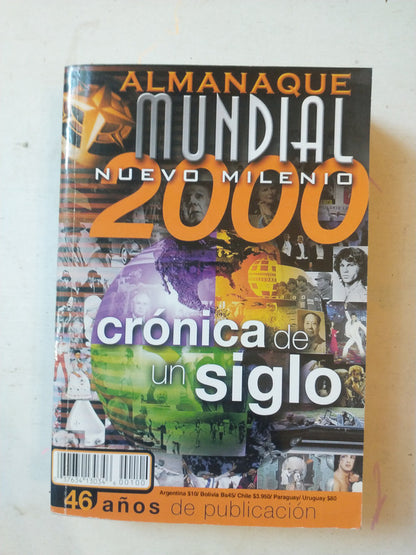 ALMANAQUE
MUNDIAL
NUEVO MILENIO
2000
crónica de
un siglo
Argentina $10/ Bolivia Bs45/ Chile $3.950/ Paraguay/ Uruguay $80
46 años de publicación